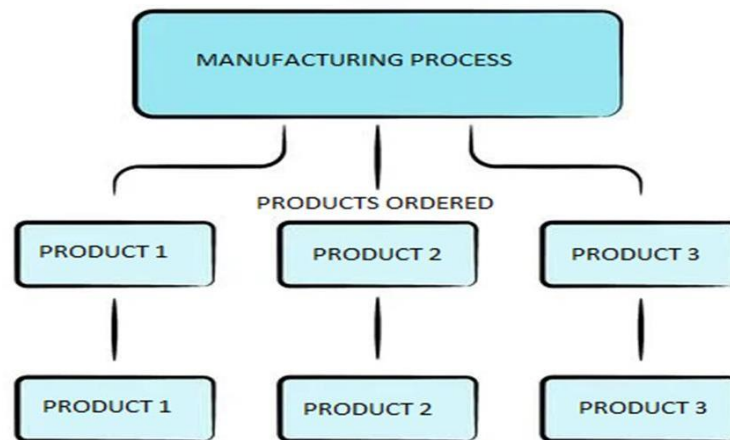 MANUFACTURING PROCESS
PRODUCTS ORDERED
PRODUCT 1
PRODUCT 2
PRODUCT 3
PRODUCT 1
PRODUCT 2
PRODUCT 3